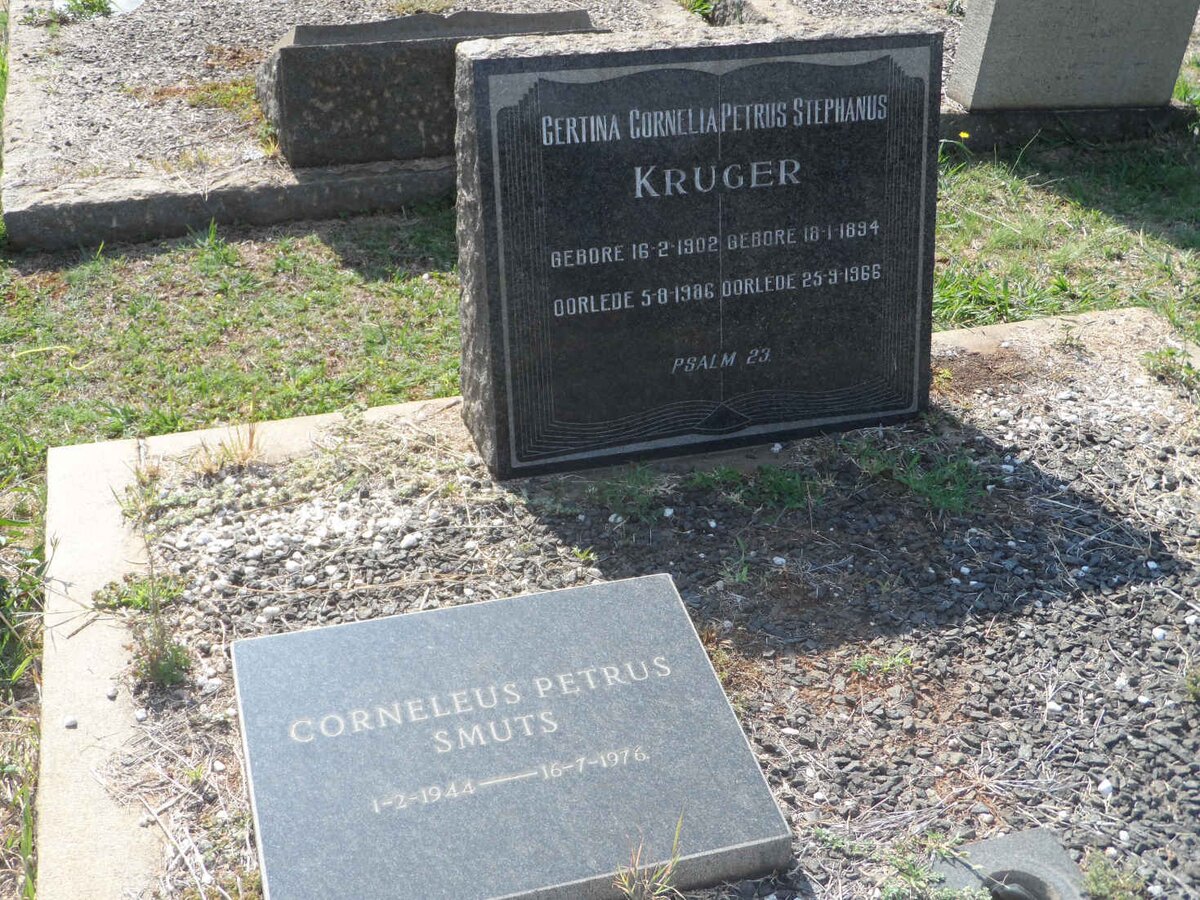 GERTINA CORNELIA PETRUS STEPHANUS
KRUGER
GEBORE 16-2-1902 GEBORE 18-1-1894
OORLEDE 5-8-1986 OORLEDE 25-9-1966
PSALM 23.
CORNELEUS PETRUS
SMUTS
1-2-1944 — 16-7-1976.